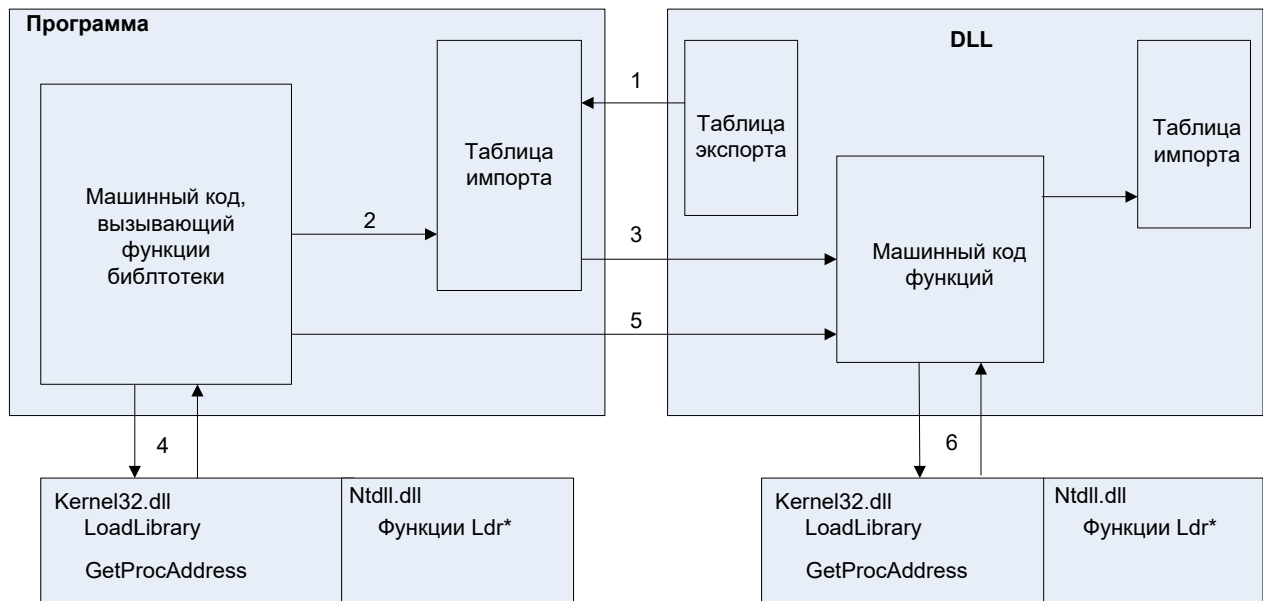 Программа
DLL
1
Таблица
экспорта
Таблица
импорта
Таблица
импорта
Машинный код,
вызывающий
функции
библтотеки
2
3
Машинный код
функций
5
4
6
Kernel32.dll
LoadLibrary
GetProcAddress
Ntdll.dll
Функции Ldr*
Kernel32.dll
LoadLibrary
GetProcAddress
Ntdll.dll
Функции Ldr*